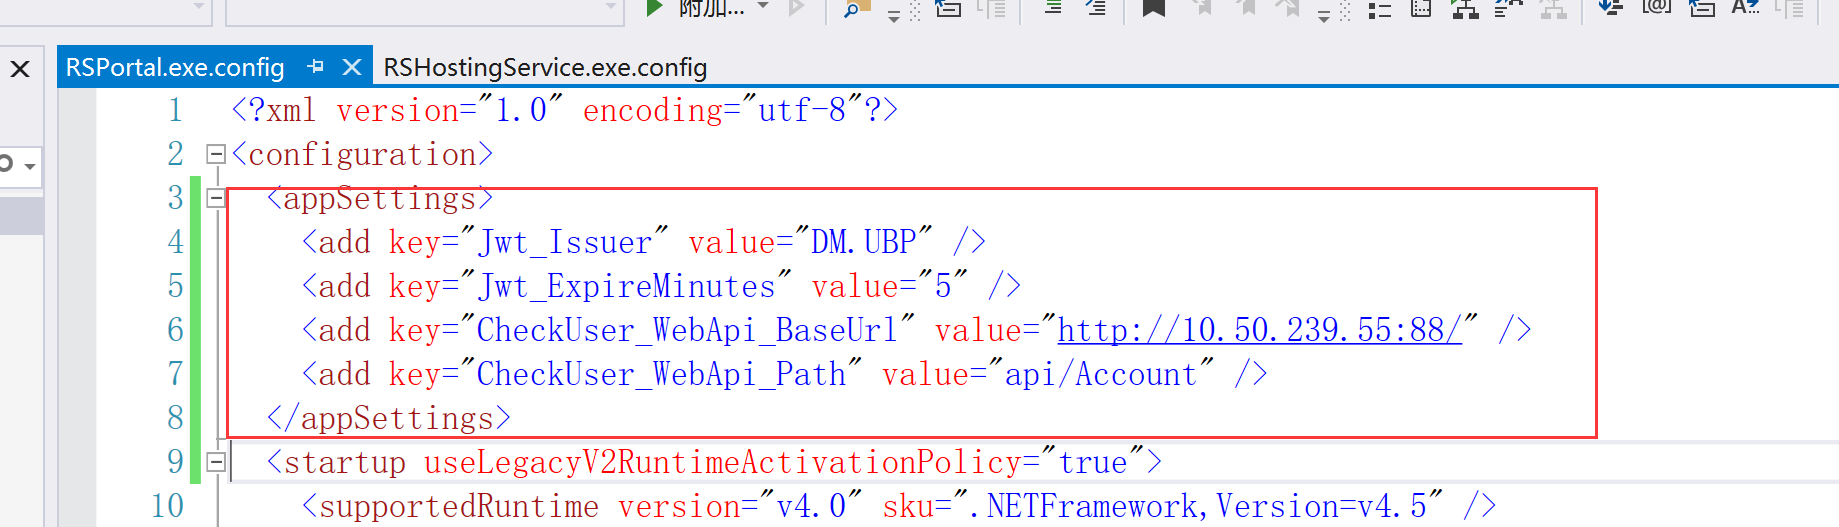 附加...
RSPortal.exe.config
RSHostingService.exe.config
1 <?xml version="1.0" encoding="utf-8"?>
2 <configuration>
3 <appSettings>
4 <add key="Jwt_Issuer" value="DM.UBP" />
5 <add key="Jwt_ExpireMinutes" value="5" />
6 <add key="CheckUser_WebApi_BaseUrl" value="http://10.50.239.55:88/" />
7 <add key="CheckUser_WebApi_Path" value="api/Account" />
8 </appSettings>
9 <startup useLegacyV2RuntimeActivationPolicy="true">
10 <supportedRuntime version="v4.0" sku=".NETFramework,Version=v4.5" />